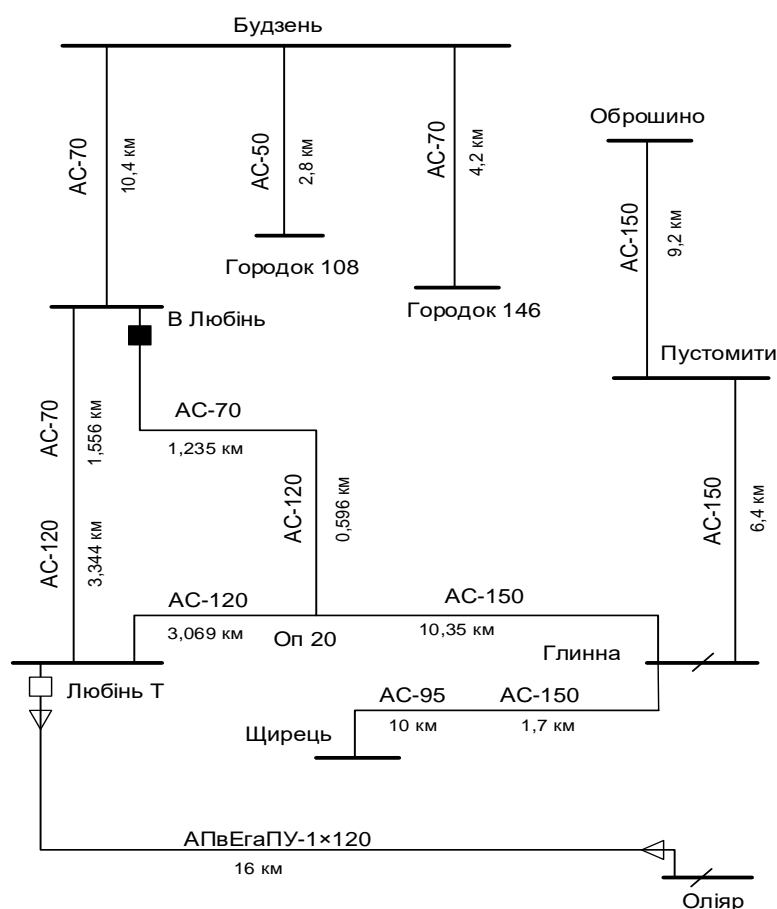 Будзень
АС-70
10,4 км
АС-50
2,8 км
АС-70
4,2 км
Оброшино
АС-150
9,2 км
Городок 108
Городок 146
В Любінь
Пустомити
АС-70
1,556 км
АС-70
1,235 км
АС-120
0,596 км
АС-150
6,4 км
АС-120
3,344 км
АС-120
3,069 км
Оп 20
АС-150
10,35 км
Глинна
Любінь Т
АС-95
10 км
АС-150
1,7 км
Щирець
АПвЕгаПУ-1×120
16 км
Оліяр